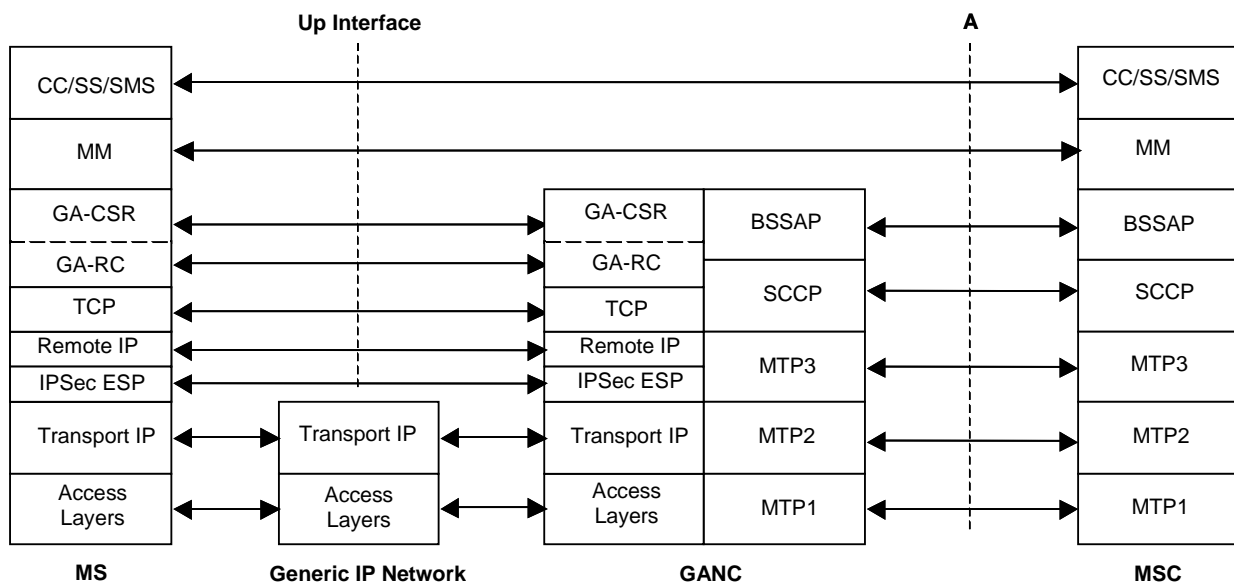 Up Interface
A
CC/SS/SMS
CC/SS/SMS
MM
MM
GA-CSR
GA-CSR
BSSAP
BSSAP
GA-RC
GA-RC
SCCP
SCCP
TCP
TCP
Remote IP
Remote IP
MTP3
MTP3
IPSec ESP
IPSec ESP
Transport IP
Transport IP
Transport IP
MTP2
MTP2
Access
Layers
Access
Layers
Access
Layers
MTP1
MTP1
MS
Generic IP Network
GANC
MSC